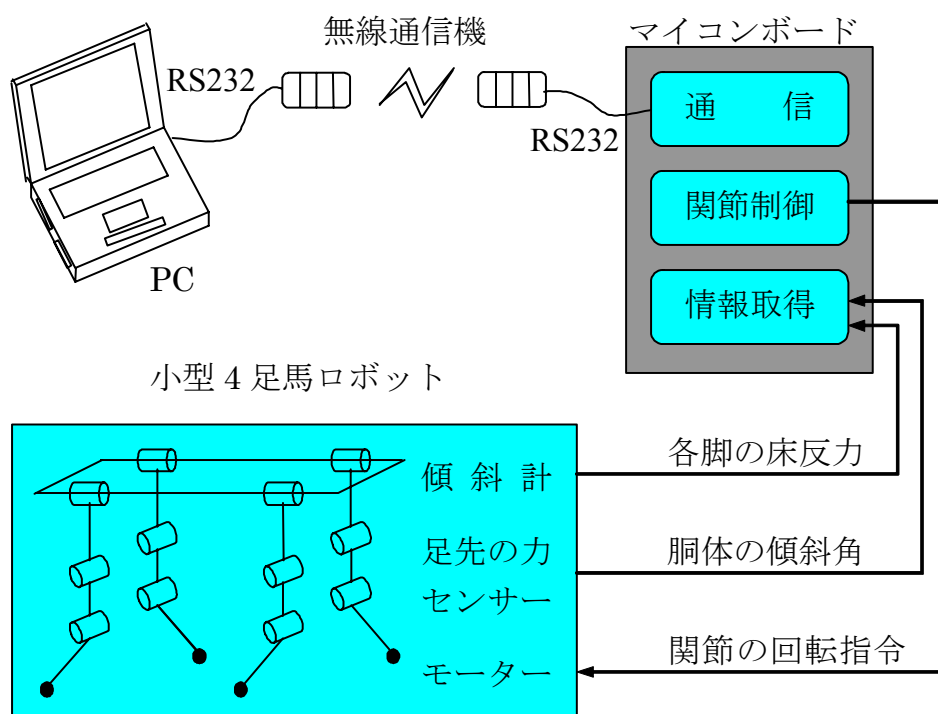 無線通信機
マイコンボード
RS232
RS232
通 信
関節制御
情報取得
PC
小型4足馬ロボット
傾斜計
足先の力
センサー
モーター
各脚の床反力
胴体の傾斜角
関節の回転指令